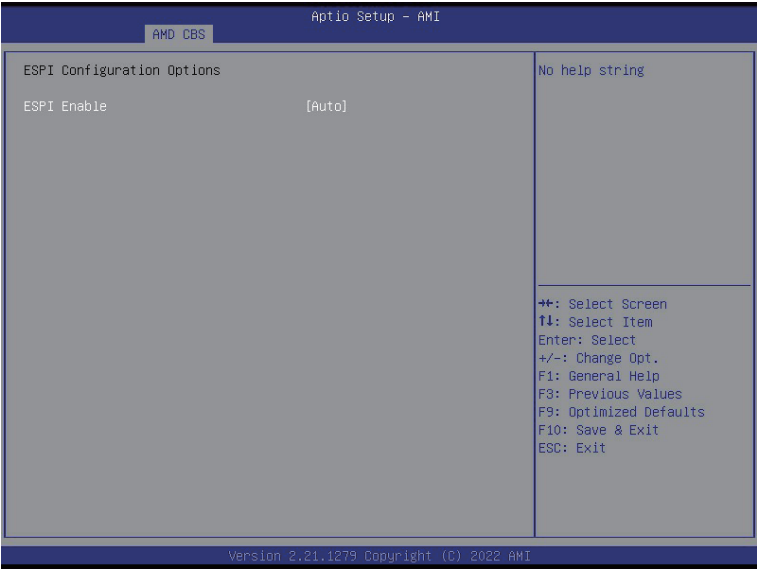 Aptio Setup – AMI
AMD CBS
ESPI Configuration Options
ESPI Enable [Auto]
No help string
→←: Select Screen
↑↓: Select Item
Enter: Select
+/-: Change Opt.
F1: General Help
F3: Previous Values
F9: Optimized Defaults
F10: Save & Exit
ESC: Exit
Version 2.21.1279 Copyright (C) 2022 AMI